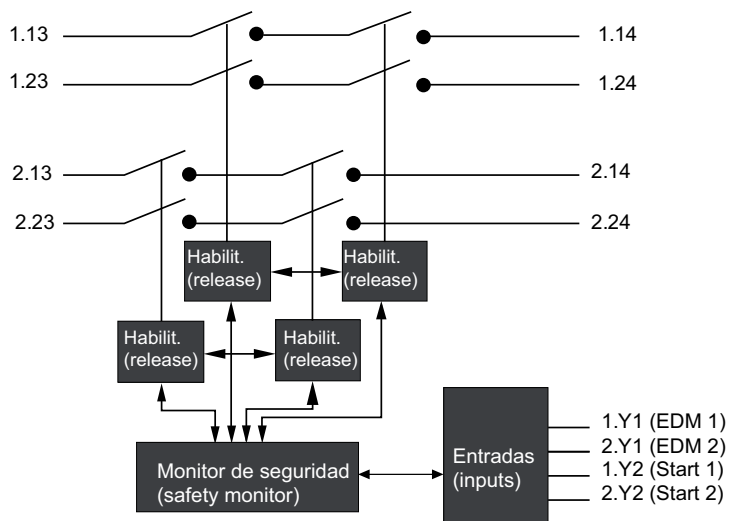 1.13
1.14
1.23
1.24
2.13
2.14
2.23
2.24
Habilit.
(release)
Habilit.
(release)
Habilit.
(release)
Habilit.
(release)
Monitor de seguridad
(safety monitor)
Entradas
(inputs)
1.Y1 (EDM 1)
2.Y1 (EDM 2)
1.Y2 (Start 1)
2.Y2 (Start 2)